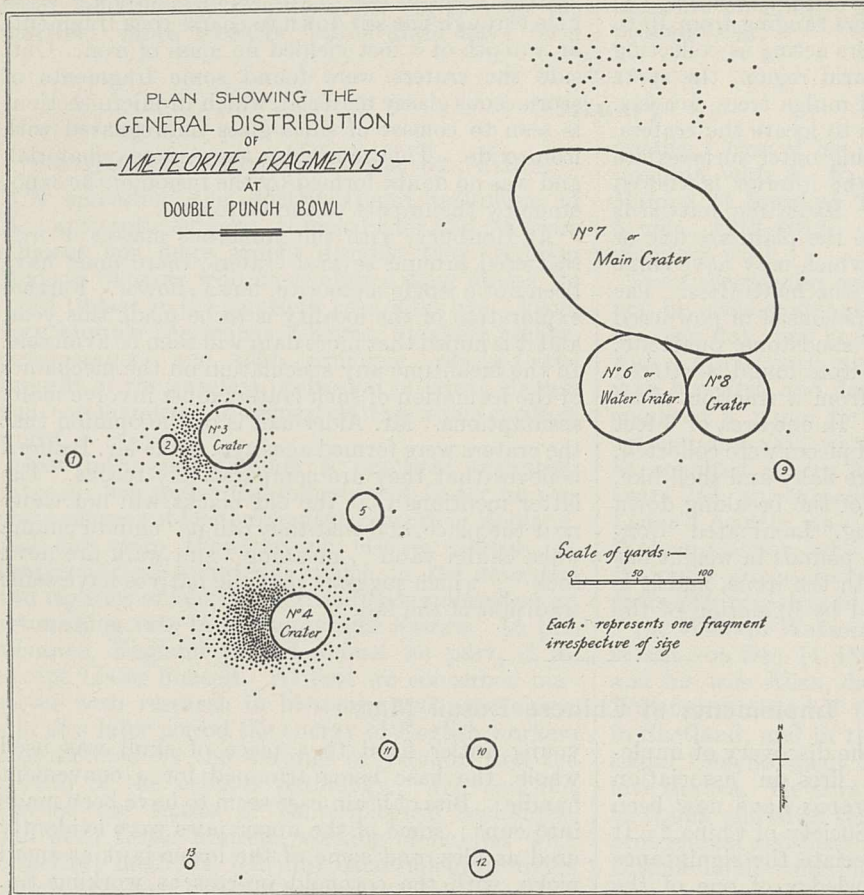 PLAN SHOWING THE
GENERAL DISTRIBUTION
OF
— METEORITE FRAGMENTS —
AT
DOUBLE PUNCH BOWL
Nº7 or
Main Crater
Nº6 or
Water Crater
Nº8
Crater
Nº3
Crater
2
1
9
5
Scale of yards:—
0 50 100
Each · represents one fragment
irrespective of size
Nº4
Crater
N
11
10
13
12